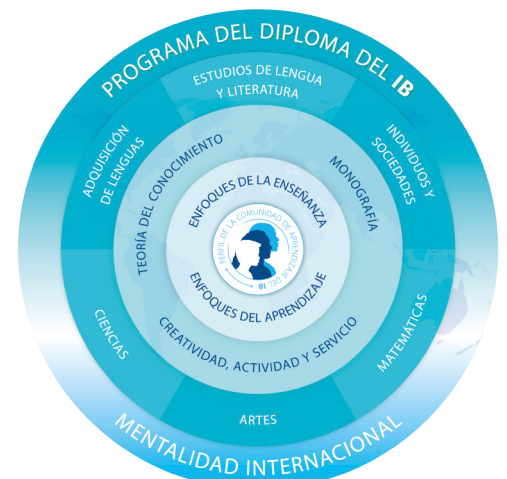 PROGRAMA DEL DIPLOMA DEL IB
ESTUDIOS DE LENGUA
Y LITERATURA
ADQUISICIÓN
DE LENGUAS
INDIVIDUOS Y
SOCIEDADES
TEORÍA DEL CONOCIMIENTO
MONOGRAFÍA
ENFOQUES DE LA ENSEÑANZA
PERFIL DE LA COMUNIDAD DE APRENDIZAJE DEL IB
ENFOQUES DEL APRENDIZAJE
CREATIVIDAD, ACTIVIDAD Y SERVICIO
CIENCIAS
MATEMÁTICAS
ARTES
MENTALIDAD INTERNACIONAL